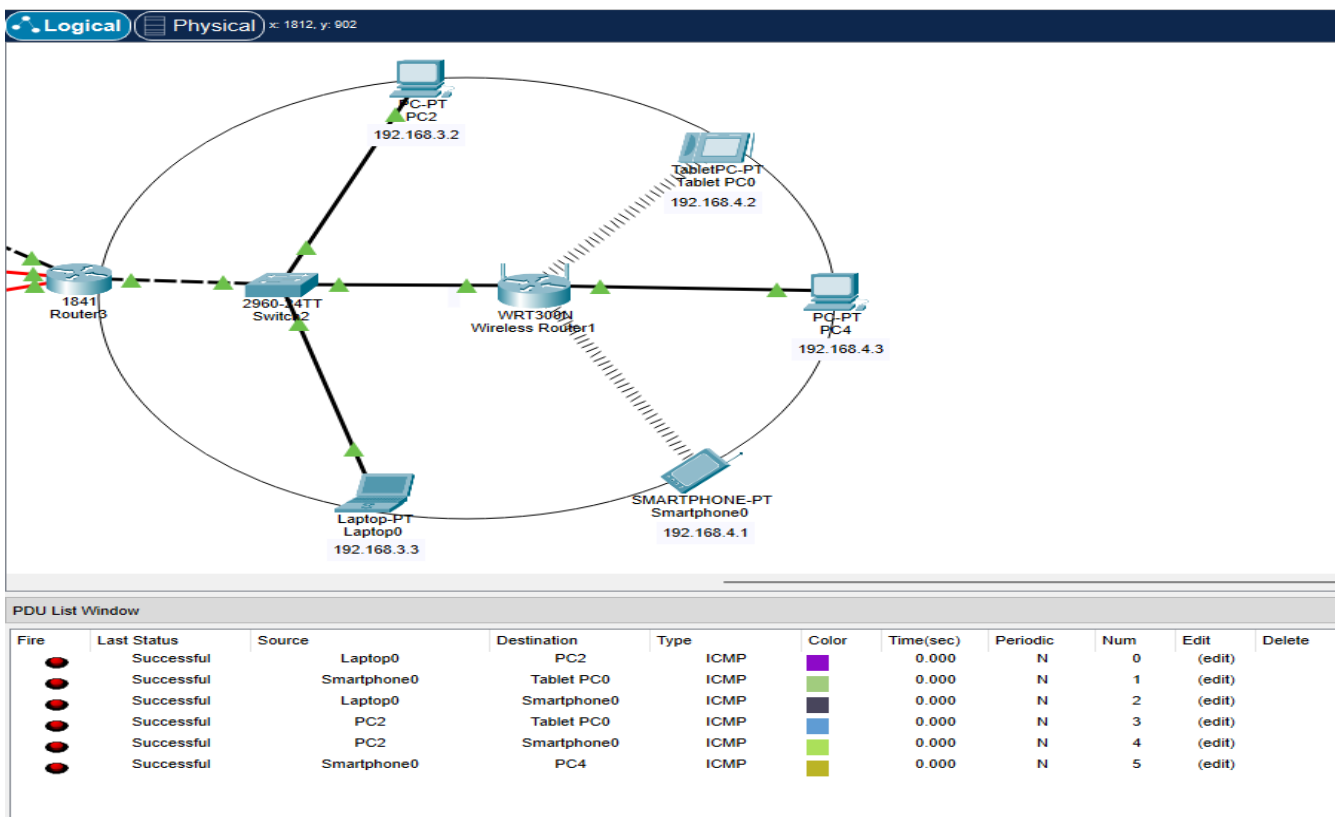 Logical Physical x: 1812, y: 902
PC-PT
PC2
192.168.3.2
TabletPC-PT
Tablet PC0
192.168.4.2
1841
Router3
2960-24TT
Switch2
WRT300N
Wireless Router1
PC-PT
PC4
192.168.4.3
SMARTPHONE-PT
Smartphone0
192.168.4.1
Laptop-PT
Laptop0
192.168.3.3
PDU List Window
Fire Last Status Source Destination Type Color Time(sec) Periodic Num Edit Delete
Successful Laptop0 PC2 ICMP 0.000 N 0 (edit)
Successful Smartphone0 Tablet PC0 ICMP 0.000 N 1 (edit)
Successful Laptop0 Smartphone0 ICMP 0.000 N 2 (edit)
Successful PC2 Tablet PC0 ICMP 0.000 N 3 (edit)
Successful PC2 Smartphone0 ICMP 0.000 N 4 (edit)
Successful Smartphone0 PC4 ICMP 0.000 N 5 (edit)